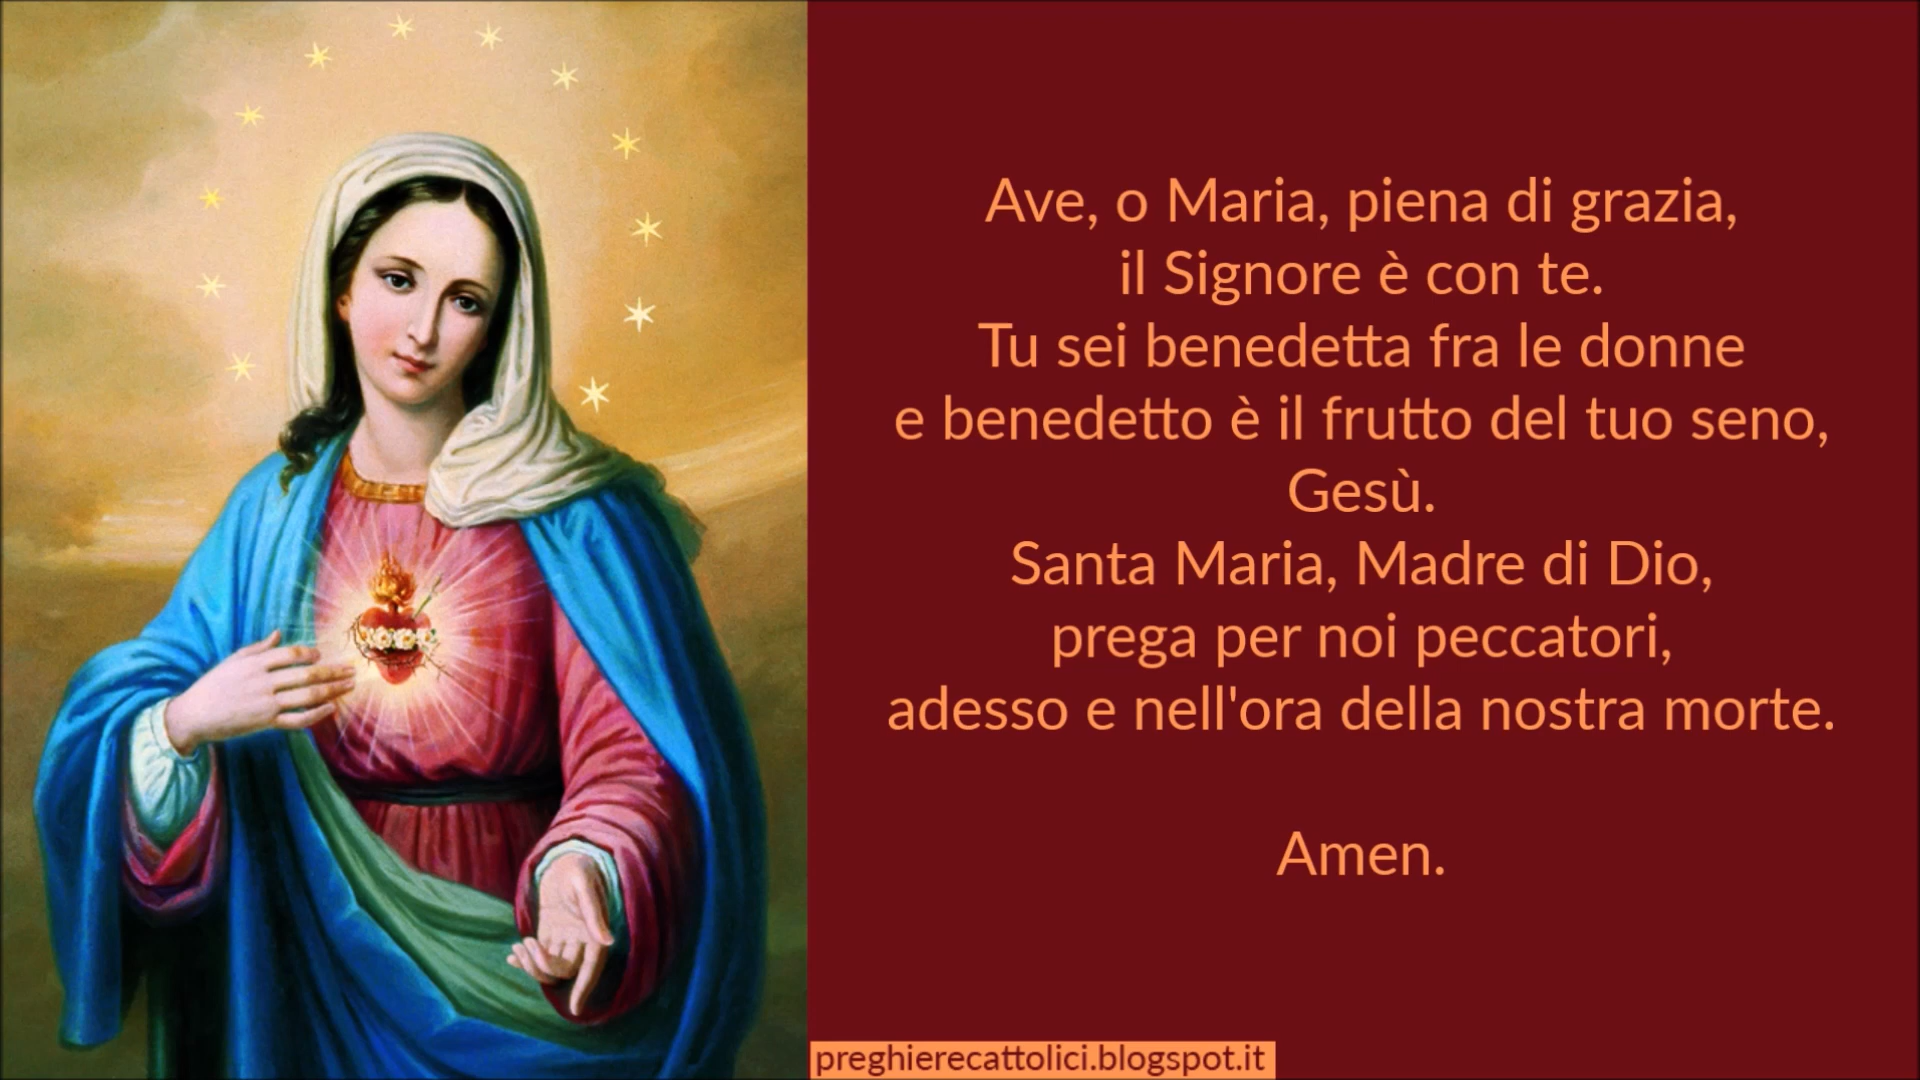 Ave, o Maria, piena di grazia,
il Signore è con te.
Tu sei benedetta fra le donne
e benedetto è il frutto del tuo seno,
Gesù.
Santa Maria, Madre di Dio,
prega per noi peccatori,
adesso e nell'ora della nostra morte.
Amen.
preghierecattolici.blogspot.it